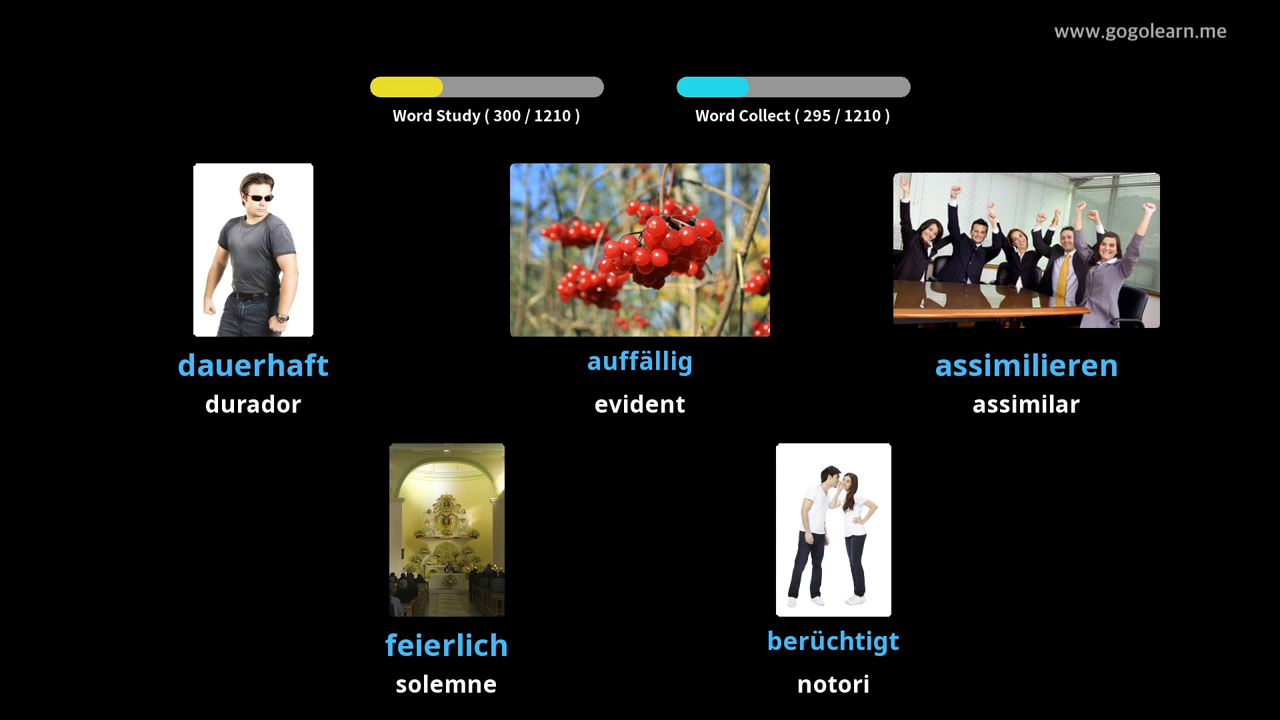 www.gogolearn.me
Word Study ( 300 / 1210 )
Word Collect ( 295 / 1210 )
dauerhaft
durador
auffällig
evident
assimilieren
assimilar
feierlich
solemne
berüchtigt
notori